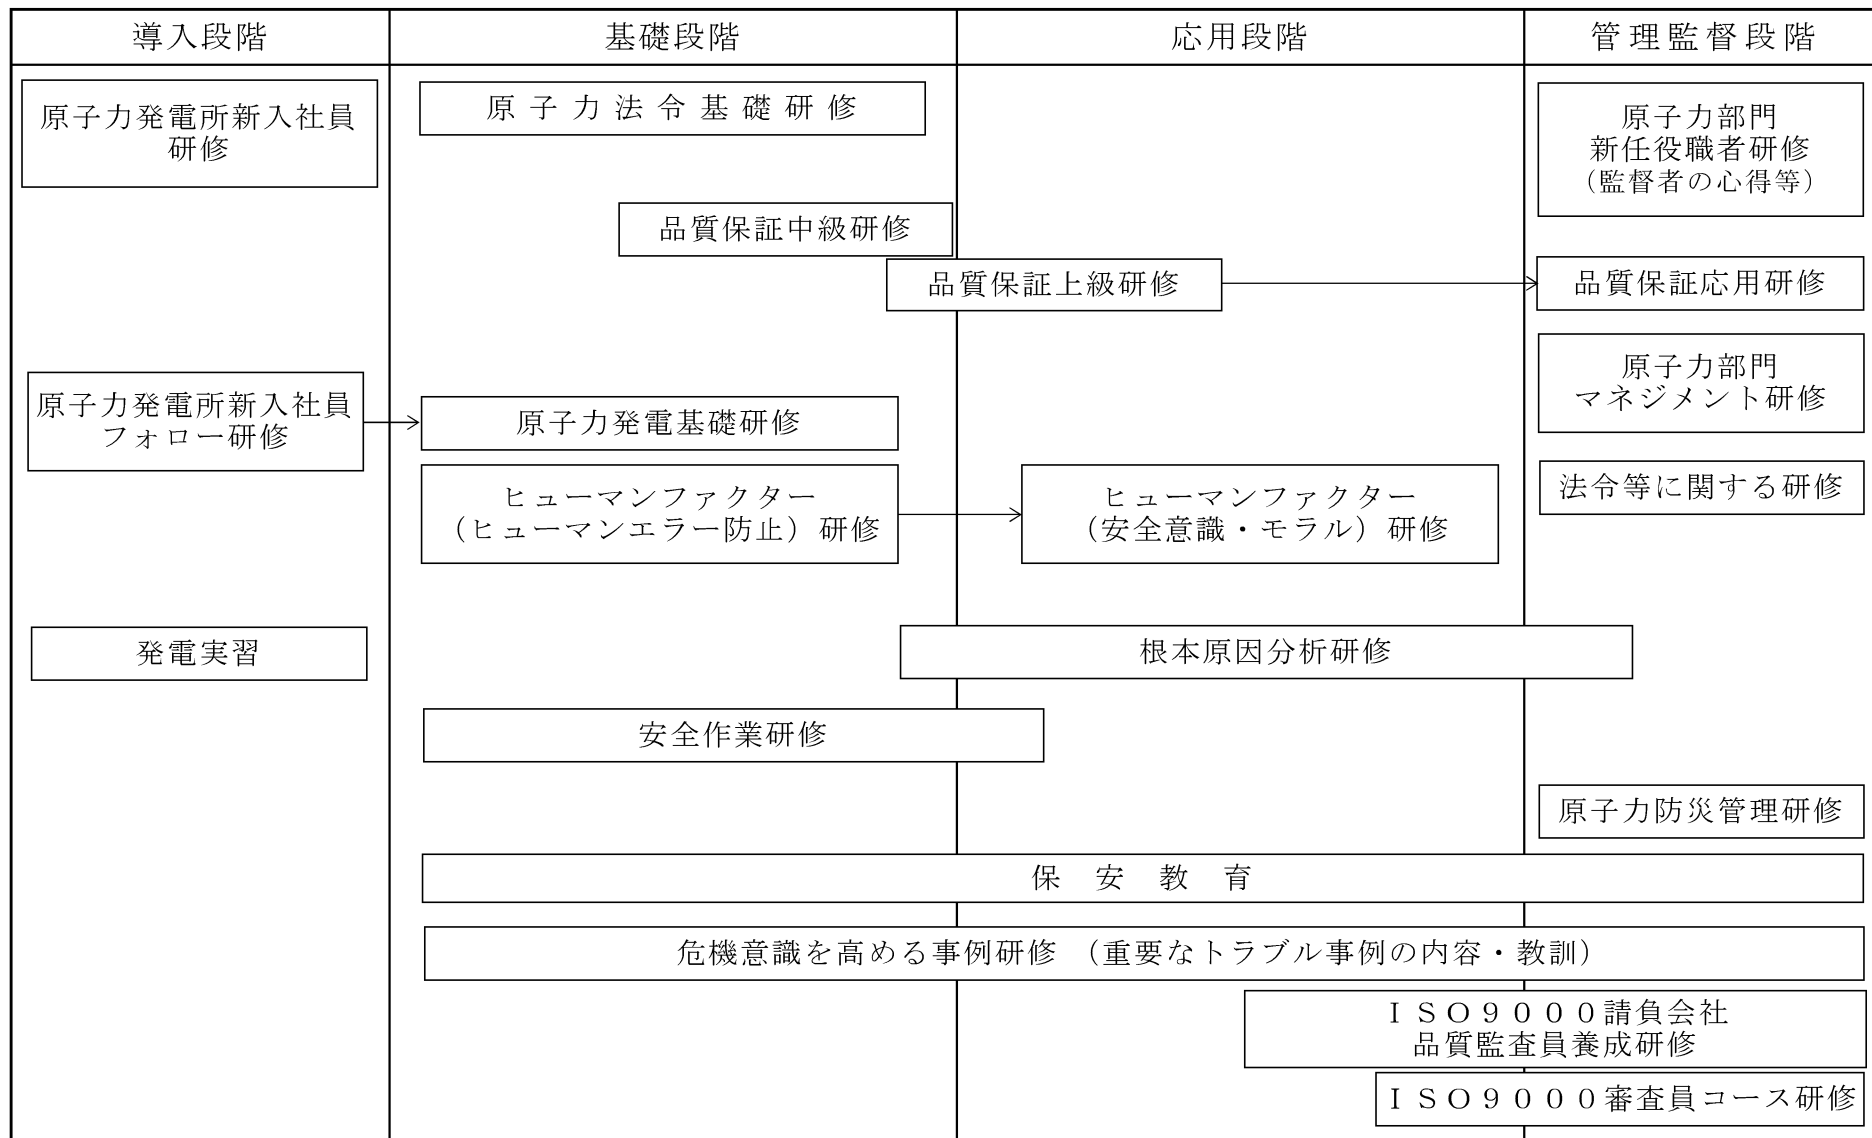 導入段階
基礎段階
応用段階
管理監督段階
原子力発電所新入社員
研修
原子力法令基礎研修
原子力部門
新任役職者研修
（監督者の心得等）
品質保証中級研修
品質保証上級研修
品質保証応用研修
原子力部門
マネジメント研修
原子力発電所新入社員
フォロー研修
原子力発電基礎研修
ヒューマンファクター
（ヒューマンエラー防止）研修
ヒューマンファクター
（安全意識・モラル）研修
法令等に関する研修
発電実習
根本原因分析研修
安全作業研修
原子力防災管理研修
保　安　教　育
危機意識を高める事例研修　（重要なトラブル事例の内容・教訓）
ＩＳＯ９０００請負会社
品質監査員養成研修
ＩＳＯ９０００審査員コース研修